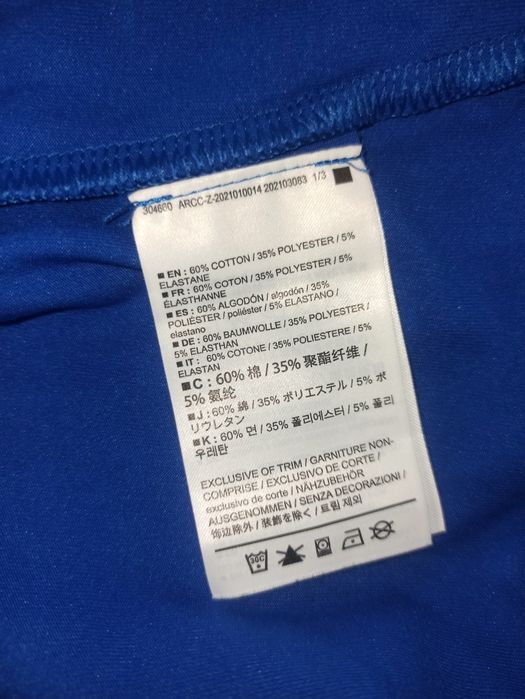 304660 ARCC-Z-2021010014 202103083 1/3
EN : 60% COTTON / 35% POLYESTER / 5%
ELASTANE
FR : 60% COTON / 35% POLYESTER / 5%
ÉLASTHANNE
ES : 60% ALGODÓN / algodón / 35%
POLIÉSTER / poliéster / 5% ELASTANO /
elastano
DE : 60% BAUMWOLLE / 35% POLYESTER /
5% ELASTHAN
IT : 60% COTONE / 35% POLIESTERE / 5%
ELASTAN
C : 60% 棉 / 35% 聚酯纤维 /
5% 氨纶
J : 60% 綿 / 35% ポリエステル / 5% ポ
リウレタン
K : 60% 면 / 35% 폴리에스터 / 5% 폴리
우레탄
EXCLUSIVE OF TRIM / GARNITURE NON-
COMPRISE / EXCLUSIVO DE CORTE /
exclusivo de corte / NÄHZUBEHÖR
AUSGENOMMEN / SENZA DECORAZIONI /
饰边除外 / 装飾を除く / 트림 제외
30C